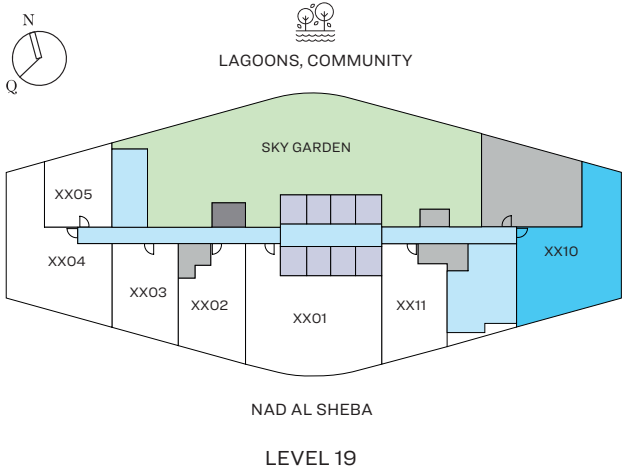 N
Q
LAGOONS, COMMUNITY
SKY GARDEN
XX05
XX04
XX03
XX02
XX01
XX11
XX10
NAD AL SHEBA
LEVEL 19